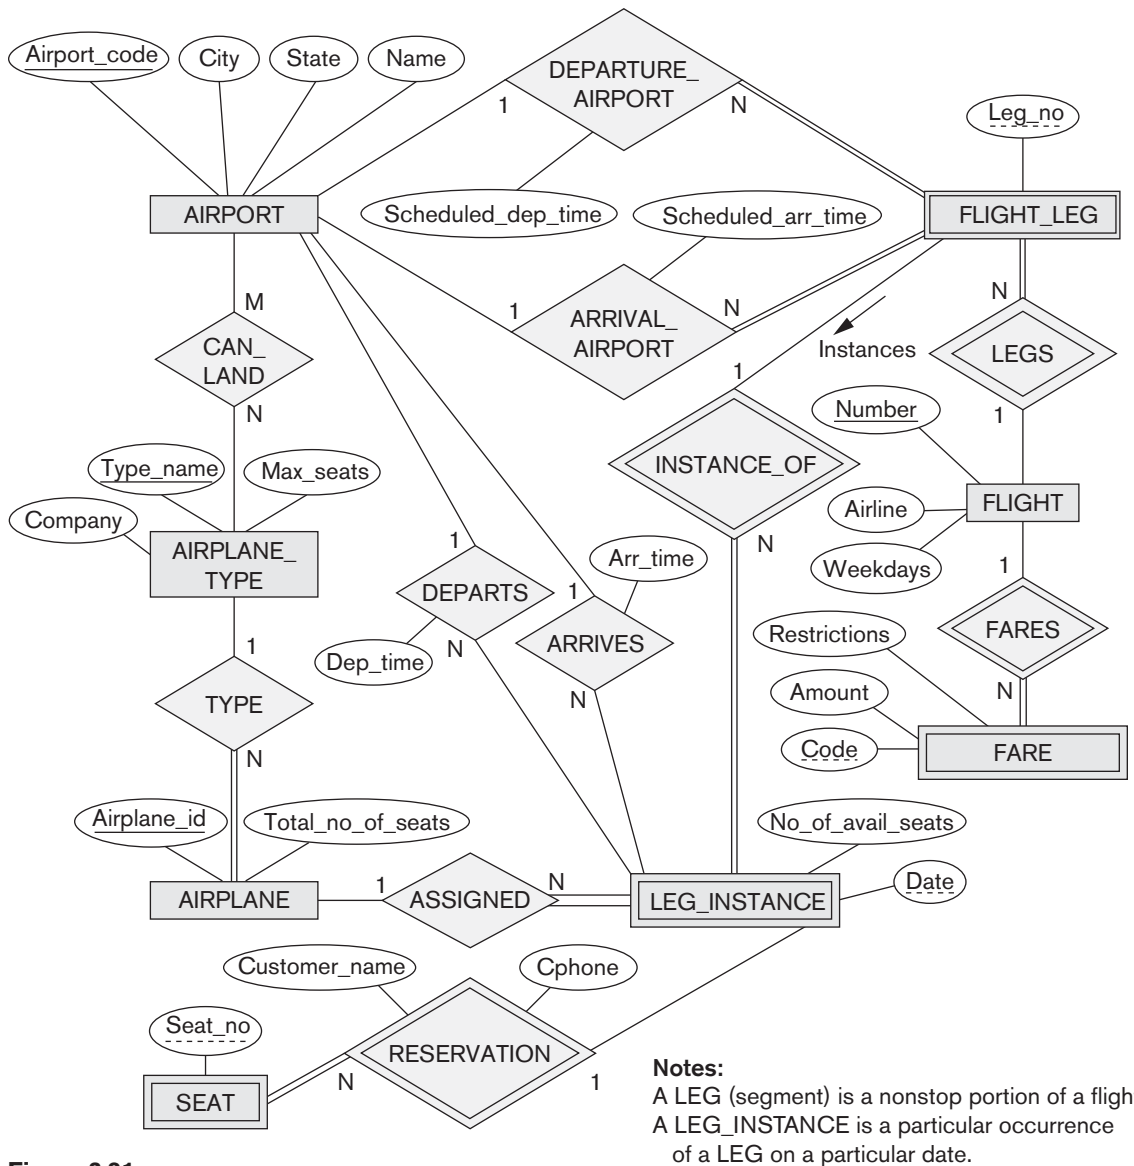 Airport_code
City
State
Name
DEPARTURE_
AIRPORT
1
N
Leg_no
AIRPORT
Scheduled_dep_time
Scheduled_arr_time
FLIGHT_LEG
M
1
N
ARRIVAL_
AIRPORT
N
CAN_
LAND
Instances
LEGS
1
N
1
Number
Type_name
Max_seats
INSTANCE_OF
Company
Airline
FLIGHT
AIRPLANE_
TYPE
1
Arr_time
N
Weekdays
1
DEPARTS
1
Restrictions
FARES
1
Dep_time
N
ARRIVES
TYPE
N
Amount
N
N
Code
FARE
Airplane_id
Total_no_of_seats
No_of_avail_seats
AIRPLANE
1
ASSIGNED
N
LEG_INSTANCE
Date
Customer_name
Cphone
Seat_no
RESERVATION
N
1
SEAT
Notes:
A LEG (segment) is a nonstop portion of a fligh
A LEG_INSTANCE is a particular occurrence
of a LEG on a particular date.